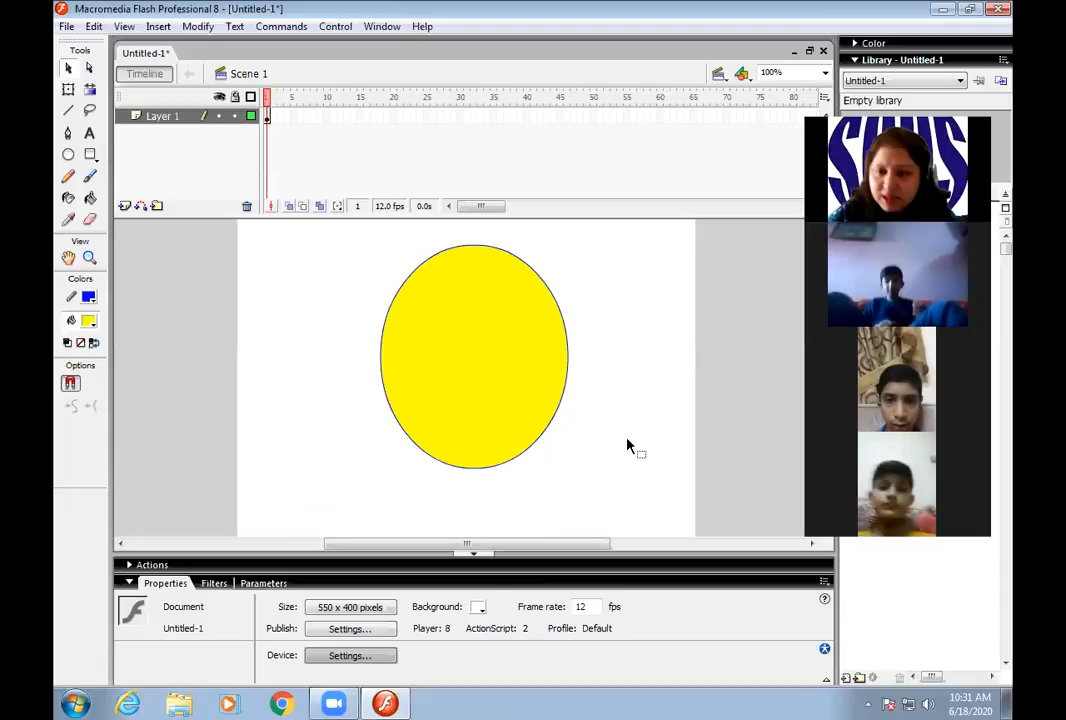 Macromedia Flash Professional 8 - [Untitled-1*]
File Edit View Insert Modify Text Commands Control Window Help
Tools
View
Colors
Options
Untitled-1*
Timeline
Scene 1
100%
1 5 10 15 20 25 30 35 40 45 50 55 60 65 70 75 80
Layer 1
1 12.0 fps 0.0s
Color
Library - Untitled-1
Untitled-1
Empty library
Actions
Properties Filters Parameters
Document
Untitled-1
Size: 550 x 400 pixels Background: Frame rate: 12 fps
Publish: Settings... Player: 8 ActionScript: 2 Profile: Default
Device: Settings...
10:31 AM
6/18/2020